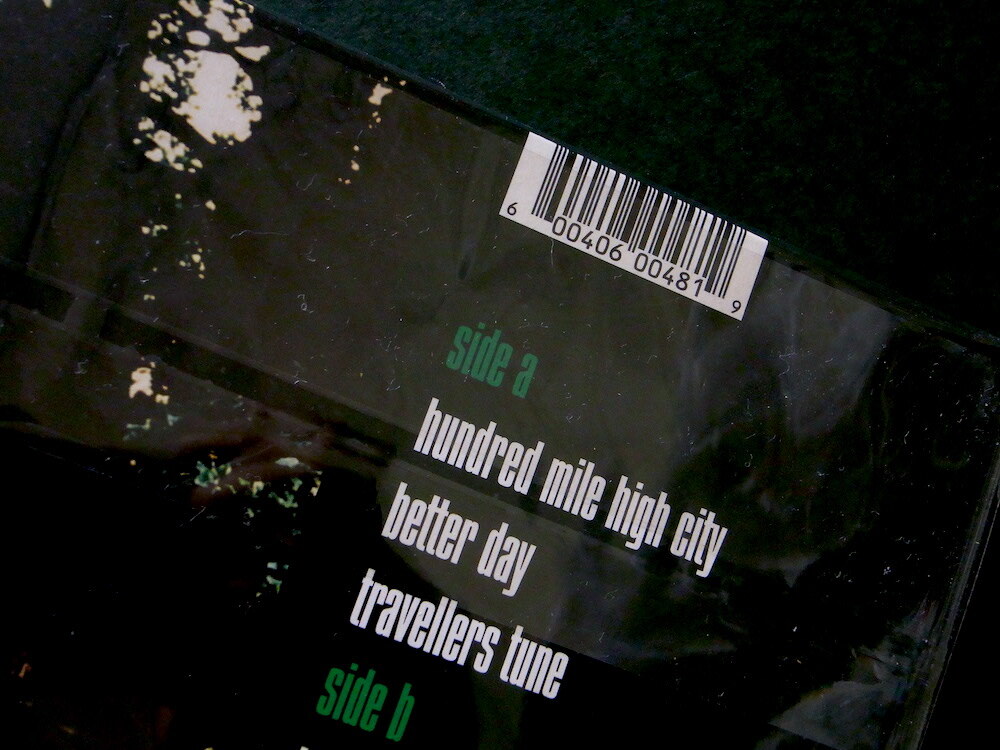 6 00406 00481 9
side a
hundred mile high city
better day
travellers tune
side b